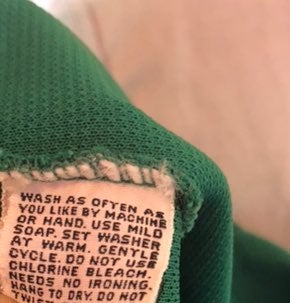 WASH AS OFTEN AS
YOU LIKE BY MACHINE
OR HAND. USE MILD
SOAP. SET WASHER
AT WARM. GENTLE
CYCLE. DO NOT USE
CHLORINE BLEACH.
NEEDS NO IRONING.
HANG TO DRY. DO NOT